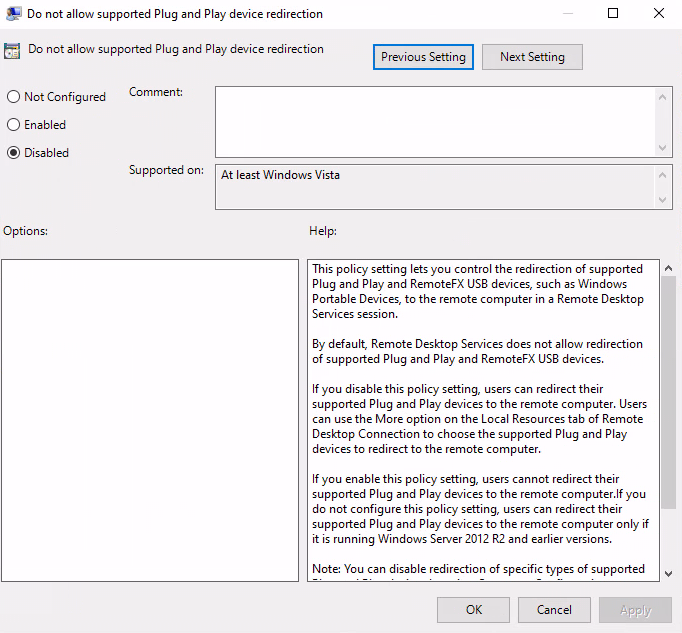 Do not allow supported Plug and Play device redirection
Do not allow supported Plug and Play device redirection
Previous Setting
Next Setting
Not Configured
Enabled
Disabled
Comment:
Supported on:
At least Windows Vista
Options:
Help:
This policy setting lets you control the redirection of supported
Plug and Play and RemoteFX USB devices, such as Windows
Portable Devices, to the remote computer in a Remote Desktop
Services session.
By default, Remote Desktop Services does not allow redirection
of supported Plug and Play and RemoteFX USB devices.
If you disable this policy setting, users can redirect their
supported Plug and Play devices to the remote computer. Users
can use the More option on the Local Resources tab of Remote
Desktop Connection to choose the supported Plug and Play
devices to redirect to the remote computer.
If you enable this policy setting, users cannot redirect their
supported Plug and Play devices to the remote computer.If you
do not configure this policy setting, users can redirect their
supported Plug and Play devices to the remote computer only if
it is running Windows Server 2012 R2 and earlier versions.
Note: You can disable redirection of specific types of supported
OK
Cancel
Apply